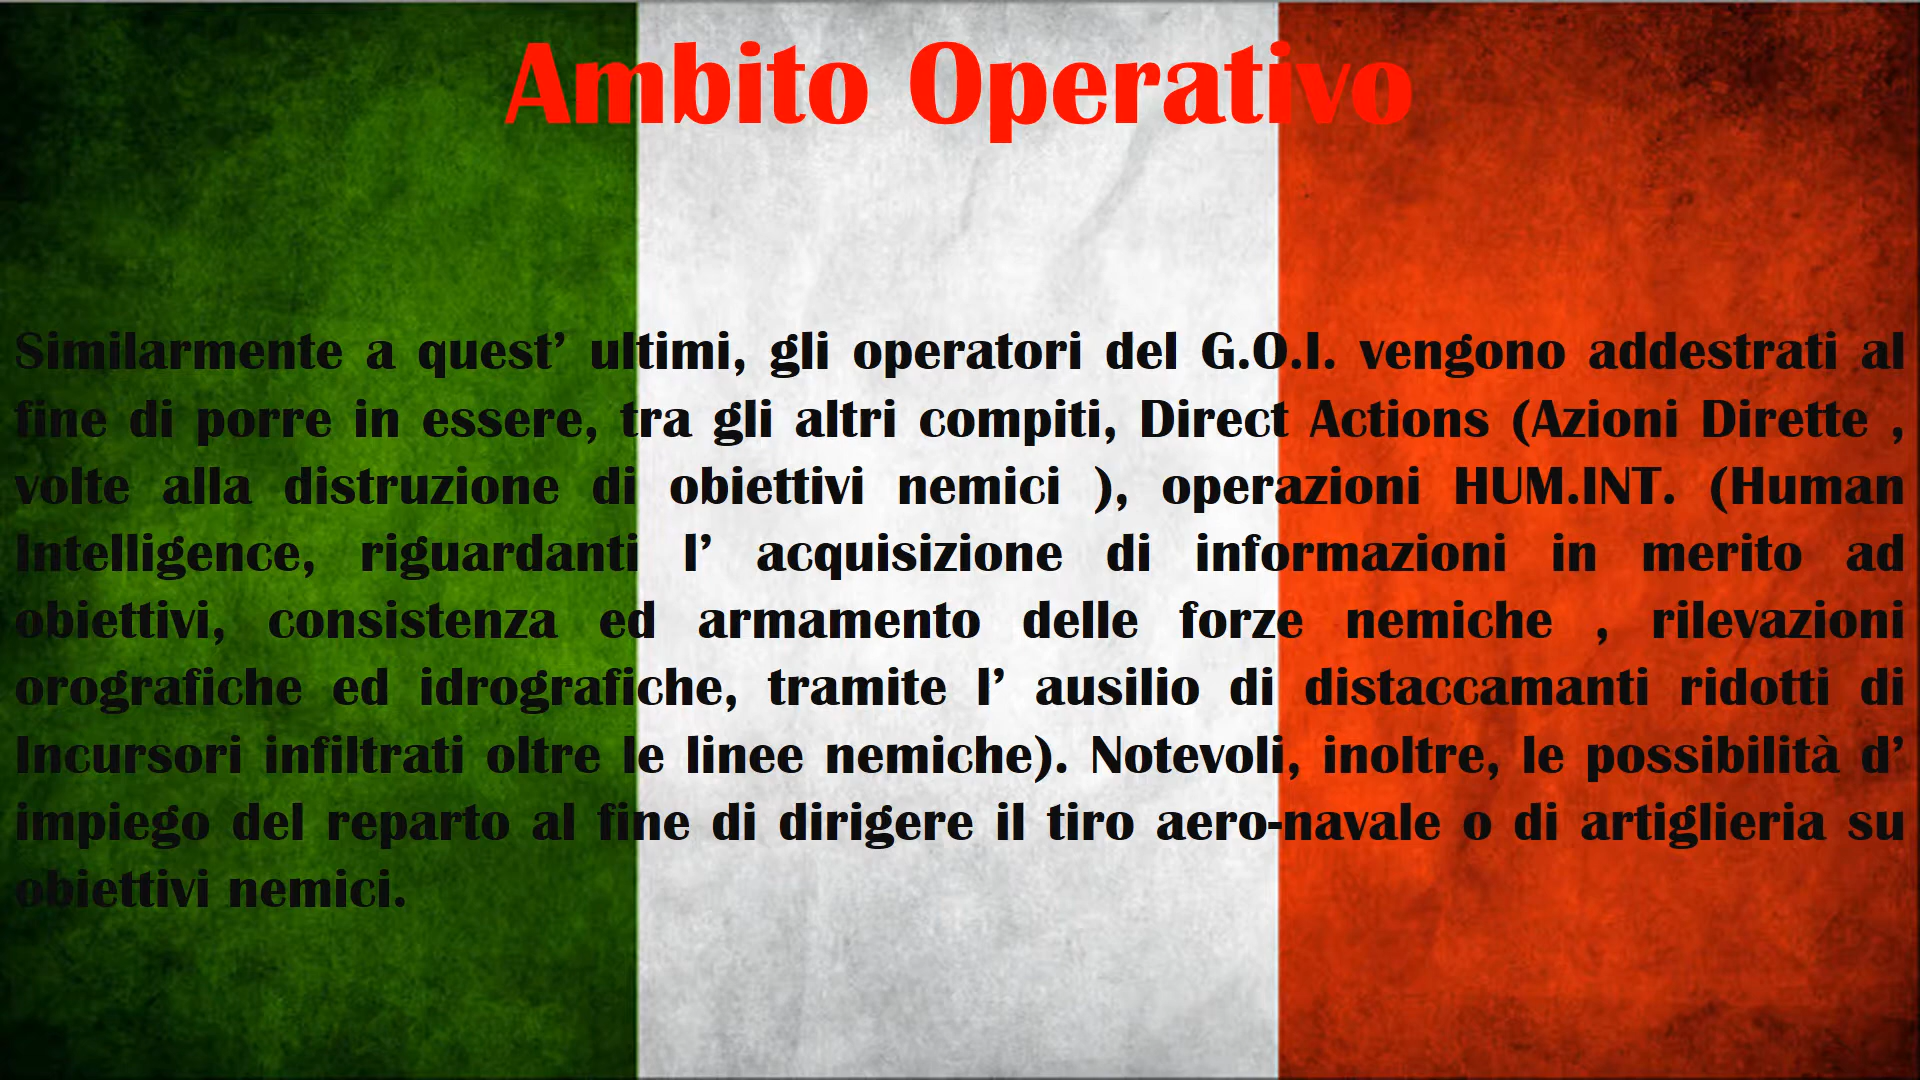 Ambito Operativo
Similarmente a quest’ ultimi, gli operatori del G.O.I. vengono addestrati al
fine di porre in essere, tra gli altri compiti, Direct Actions (Azioni Dirette ,
volte alla distruzione di obiettivi nemici ), operazioni HUM.INT. (Human
Intelligence, riguardanti l’ acquisizione di informazioni in merito ad
obiettivi, consistenza ed armamento delle forze nemiche , rilevazioni
orografiche ed idrografiche, tramite l’ ausilio di distaccamanti ridotti di
Incursori infiltrati oltre le linee nemiche). Notevoli, inoltre, le possibilità d’
impiego del reparto al fine di dirigere il tiro aero-navale o di artiglieria su
obiettivi nemici.